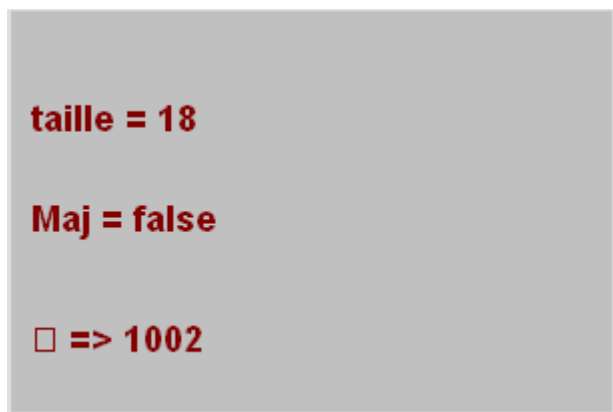 taille = 18
Maj = false
□ => 1002